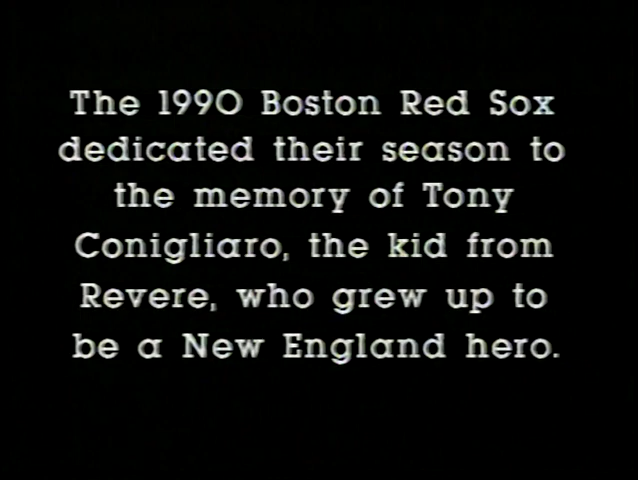 The 1990 Boston Red Sox
dedicated their season to
the memory of Tony
Conigliaro, the kid from
Revere, who grew up to
be a New England hero.